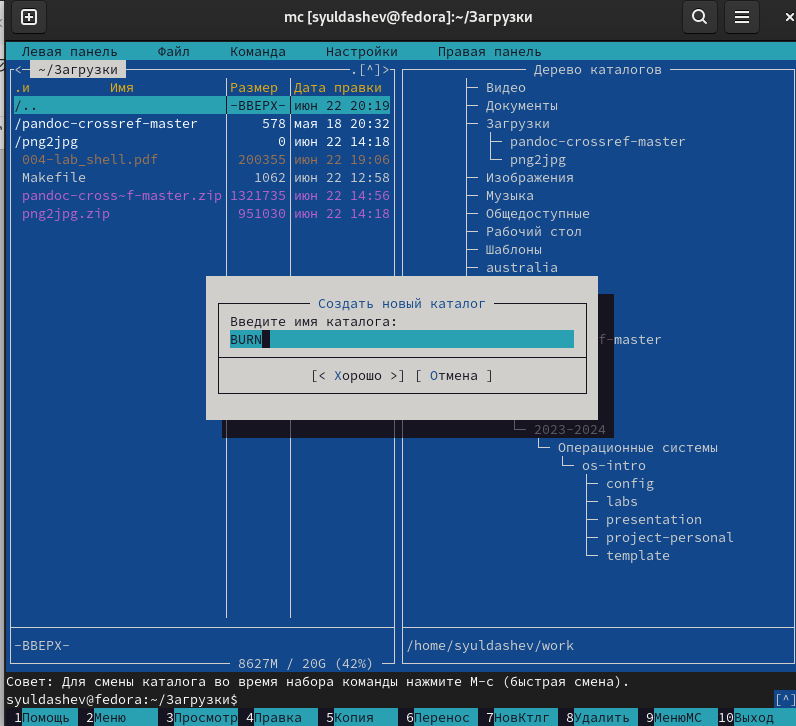 mc [syuldashev@fedora]:~/Загрузки
Левая панель Файл Команда Настройки Правая панель
<─ ~/Загрузки .[^]>
.и Имя Размер Дата правки
/.. -ВВЕРХ- июн 22 20:19
/pandoc-crossref-master 578 мая 18 20:32
/png2jpg 0 июн 22 14:18
004-lab_shell.pdf 200355 июн 22 19:06
Makefile 1062 июн 22 12:58
pandoc-cross~f-master.zip 1321735 июн 22 14:56
png2jpg.zip 951030 июн 22 14:18
-ВВЕРХ-
8627M / 20G (42%)
Дерево каталогов
Видео
Документы
Загрузки
pandoc-crossref-master
png2jpg
Изображения
Музыка
Общедоступные
Рабочий стол
Шаблоны
australia
f-master
2023-2024
Операционные системы
os-intro
config
labs
presentation
project-personal
template
/home/syuldashev/work
Создать новый каталог
Введите имя каталога:
BURN
[< Хорошо >] [ Отмена ]
Совет: Для смены каталога во время набора команды нажмите M-c (быстрая смена).
syuldashev@fedora:~/Загрузки$ [^]
1Помощь 2Меню 3Просмотр 4Правка 5Копия 6Перенос 7НовКтлг 8Удалить 9МенюMC 10Выход